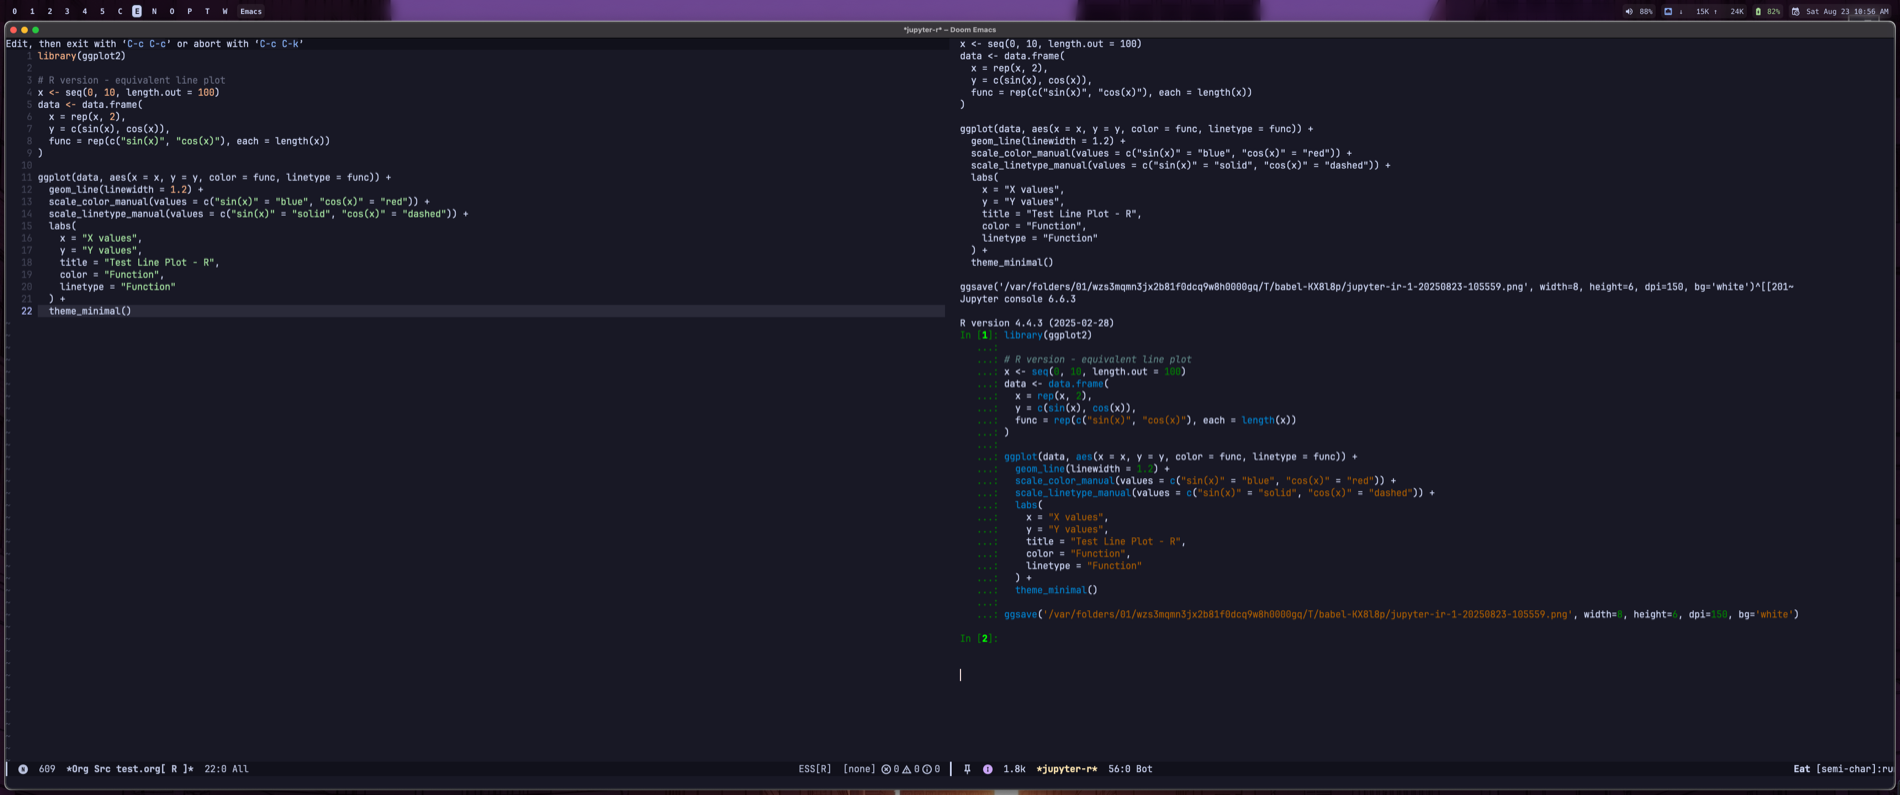 0 1 2 3 4 5 C E N O P T W Emacs
88% ↓ 15K ↑ 24K 82% Sat Aug 23 10:56 AM
*jupyter-r* – Doom Emacs
Edit, then exit with ‘C-c C-c’ or abort with ‘C-c C-k’
1 library(ggplot2)
2
3 # R version - equivalent line plot
4 x <- seq(0, 10, length.out = 100)
5 data <- data.frame(
6   x = rep(x, 2),
7   y = c(sin(x), cos(x)),
8   func = rep(c("sin(x)", "cos(x)"), each = length(x))
9 )
10
11 ggplot(data, aes(x = x, y = y, color = func, linetype = func)) +
12   geom_line(linewidth = 1.2) +
13   scale_color_manual(values = c("sin(x)" = "blue", "cos(x)" = "red")) +
14   scale_linetype_manual(values = c("sin(x)" = "solid", "cos(x)" = "dashed")) +
15   labs(
16     x = "X values",
17     y = "Y values",
18     title = "Test Line Plot - R",
19     color = "Function",
20     linetype = "Function"
21   ) +
22   theme_minimal()
609 *Org Src test.org[ R ]* 22:0 All
ESS[R] [none] 0 0 0
x <- seq(0, 10, length.out = 100)
data <- data.frame(
  x = rep(x, 2),
  y = c(sin(x), cos(x)),
  func = rep(c("sin(x)", "cos(x)"), each = length(x))
)

ggplot(data, aes(x = x, y = y, color = func, linetype = func)) +
  geom_line(linewidth = 1.2) +
  scale_color_manual(values = c("sin(x)" = "blue", "cos(x)" = "red")) +
  scale_linetype_manual(values = c("sin(x)" = "solid", "cos(x)" = "dashed")) +
  labs(
    x = "X values",
    y = "Y values",
    title = "Test Line Plot - R",
    color = "Function",
    linetype = "Function"
  ) +
  theme_minimal()

ggsave('/var/folders/01/wzs3mqmn3jx2b81f0dcq9w8h0000gq/T/babel-KX8l8p/jupyter-ir-1-20250823-105559.png', width=8, height=6, dpi=150, bg='white')^[[201~
Jupyter console 6.6.3

R version 4.4.3 (2025-02-28)
In [1]: library(ggplot2)
   ...:
   ...: # R version - equivalent line plot
   ...: x <- seq(0, 10, length.out = 100)
   ...: data <- data.frame(
   ...:   x = rep(x, 2),
   ...:   y = c(sin(x), cos(x)),
   ...:   func = rep(c("sin(x)", "cos(x)"), each = length(x))
   ...: )
   ...:
   ...: ggplot(data, aes(x = x, y = y, color = func, linetype = func)) +
   ...:   geom_line(linewidth = 1.2) +
   ...:   scale_color_manual(values = c("sin(x)" = "blue", "cos(x)" = "red")) +
   ...:   scale_linetype_manual(values = c("sin(x)" = "solid", "cos(x)" = "dashed")) +
   ...:   labs(
   ...:     x = "X values",
   ...:     y = "Y values",
   ...:     title = "Test Line Plot - R",
   ...:     color = "Function",
   ...:     linetype = "Function"
   ...:   ) +
   ...:   theme_minimal()
   ...:
   ...: ggsave('/var/folders/01/wzs3mqmn3jx2b81f0dcq9w8h0000gq/T/babel-KX8l8p/jupyter-ir-1-20250823-105559.png', width=8, height=6, dpi=150, bg='white')

In [2]:
1.8k *jupyter-r* 56:0 Bot
Eat [semi-char]:ru